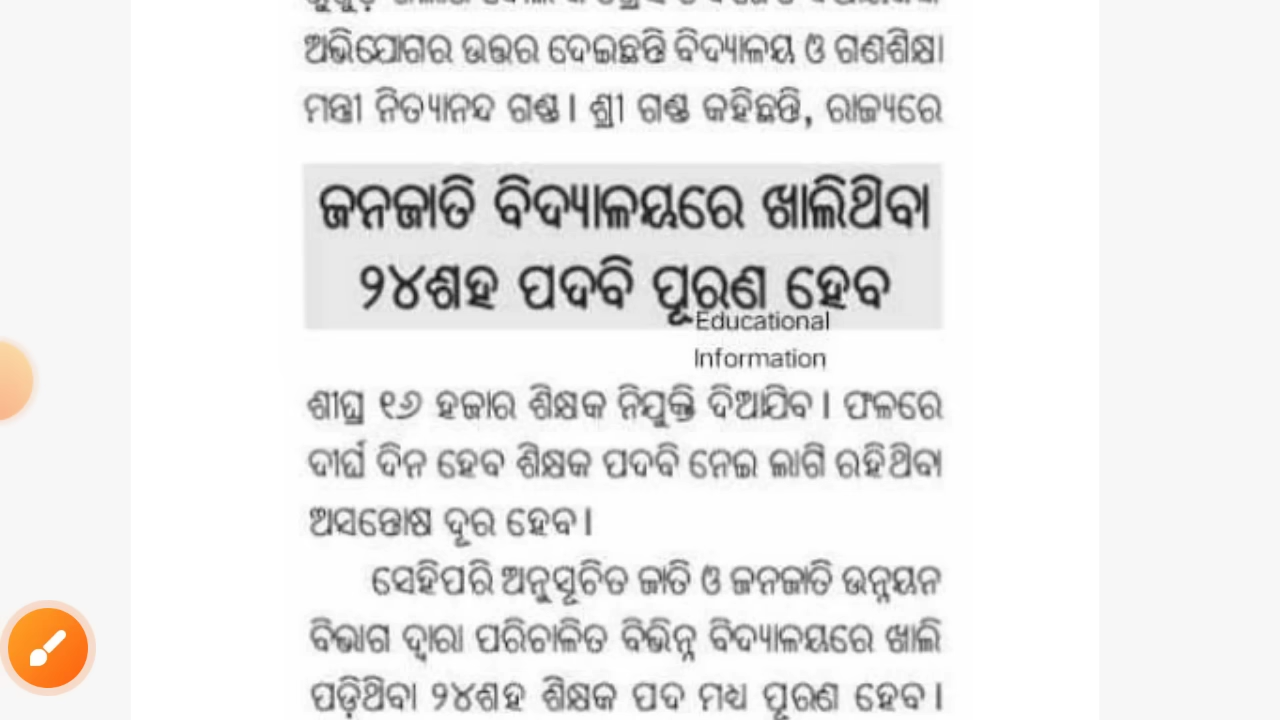 ଅଭିଯୋଗର ଉତ୍ତର ଦେଇଛନ୍ତି ବିଦ୍ୟାଳୟ ଓ ଗଣଶିକ୍ଷା
ମନ୍ତ୍ରୀ ନିତ୍ୟାନନ୍ଦ ଗଣ୍ଡ। ଶ୍ରୀ ଗଣ୍ଡ କହିଛନ୍ତି, ରାଜ୍ୟରେ
ଜନଜାତି ବିଦ୍ୟାଳୟରେ ଖାଲିଥିବା
୨୪ଶହ ପଦବି ପୂରଣ ହେବ
Educational
Information
ଶୀଘ୍ର ୧୬ ହଜାର ଶିକ୍ଷକ ନିଯୁକ୍ତି ଦିଆଯିବ। ଫଳରେ
ଦୀର୍ଘ ଦିନ ହେବ ଶିକ୍ଷକ ପଦବି ନେଇ ଲାଗି ରହିଥିବା
ଅସନ୍ତୋଷ ଦୂର ହେବ।
ସେହିପରି ଅନୁସୂଚିତ ଜାତି ଓ ଜନଜାତି ଉନ୍ନୟନ
ବିଭାଗ ଦ୍ୱାରା ପରିଚାଳିତ ବିଭିନ୍ନ ବିଦ୍ୟାଳୟରେ ଖାଲି
ପଡ଼ିଥିବା ୨୪ଶହ ଶିକ୍ଷକ ପଦ ମଧ୍ୟ ପୂରଣ ହେବ।